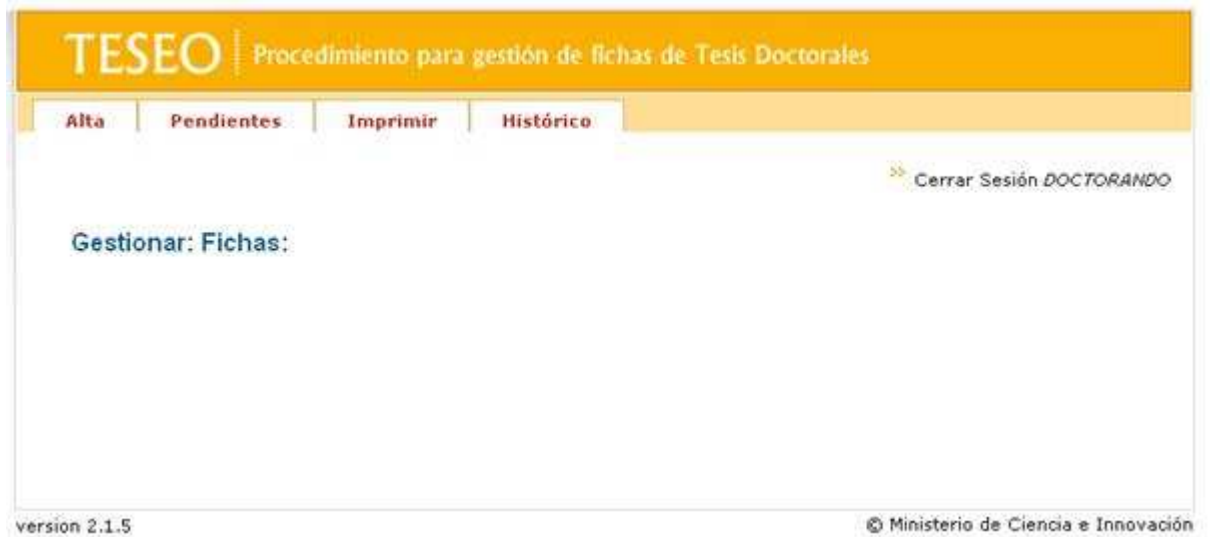 TESEO Procedimiento para gestión de fichas de Tesis Doctorales
Alta Pendientes Imprimir Histórico
Cerrar Sesión DOCTORANDO
Gestionar: Fichas:
version 2.1.5 © Ministerio de Ciencia e Innovación